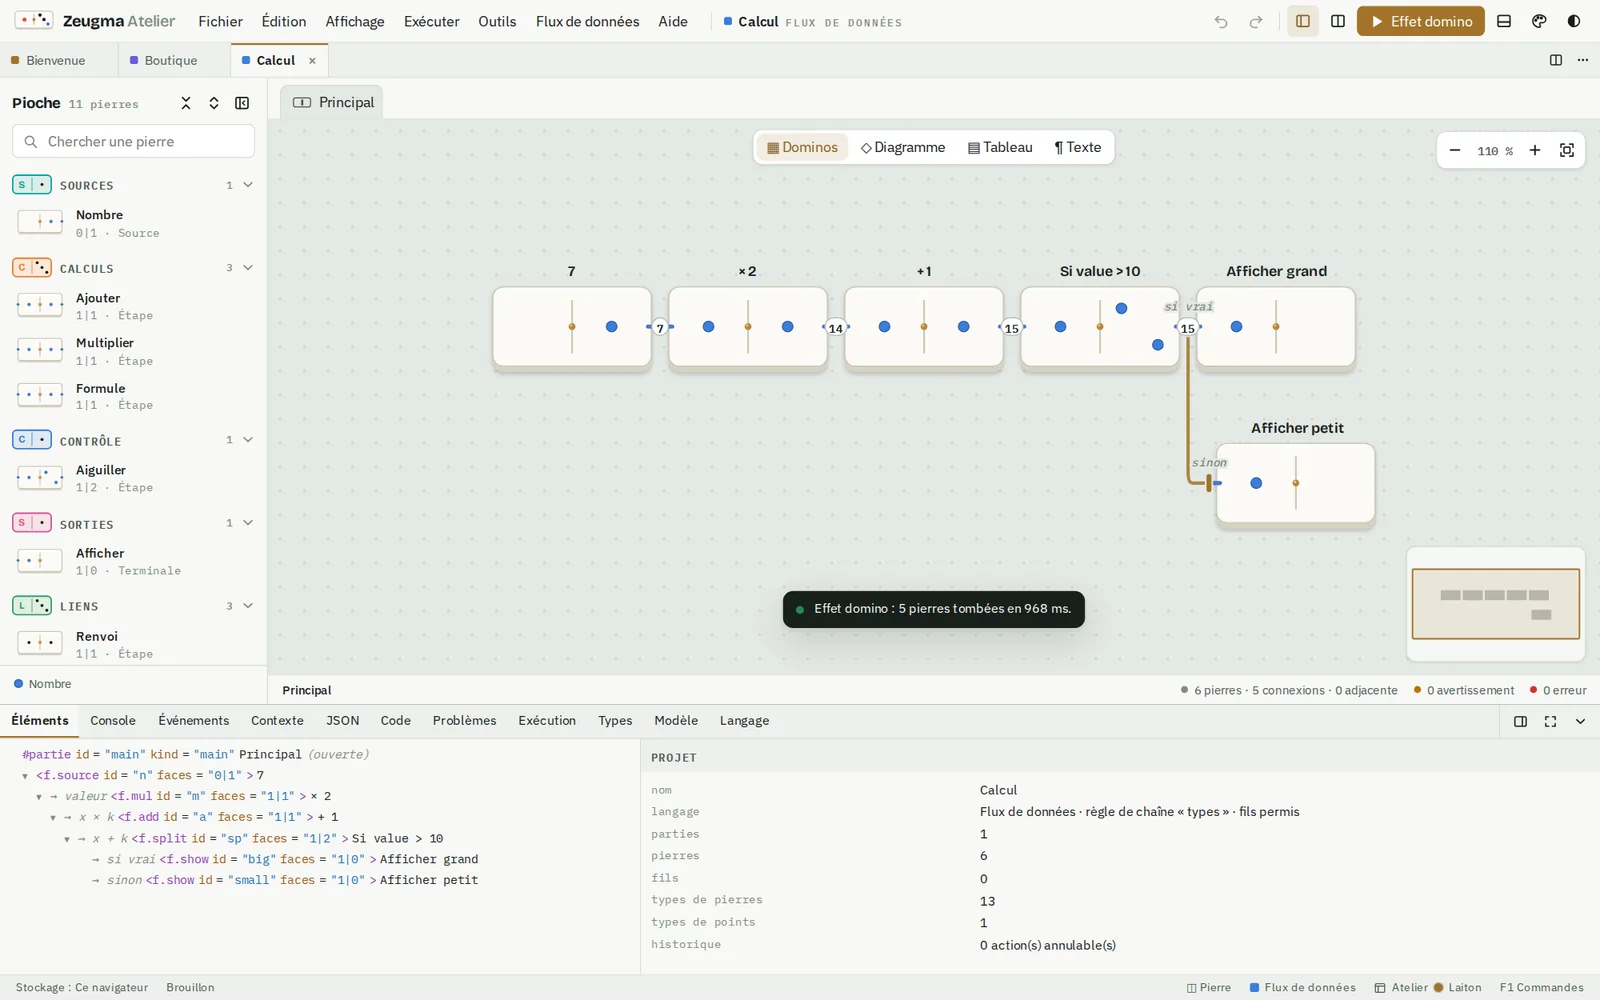 Zeugma Atelier Fichier Édition Affichage Exécuter Outils Flux de données Aide Calcul FLUX DE DONNÉES Effet domino
Bienvenue Boutique Calcul ×
Pioche 11 pierres
Principal
Chercher une pierre
Dominos Diagramme Tableau ¶ Texte
110 %
S SOURCES 1
Nombre
0|1 · Source
C CALCULS 3
Ajouter
1|1 · Étape
Multiplier
1|1 · Étape
Formule
1|1 · Étape
C CONTRÔLE 1
Aiguiller
1|2 · Étape
S SORTIES 1
Afficher
1|0 · Terminale
L LIENS 3
Renvoi
1|1 · Étape
Nombre
7 × 2 + 1 Si value > 10 Afficher grand
si vrai
7 14 15 15
Afficher petit
sinon
Effet domino : 5 pierres tombées en 968 ms.
Principal 6 pierres · 5 connexions · 0 adjacente 0 avertissement 0 erreur
Éléments Console Événements Contexte JSON Code Problèmes Exécution Types Modèle Langage
#partie id = "main" kind = "main" Principal (ouverte)
▾ <f.source id = "n" faces = "0|1" > 7
▾ → valeur <f.mul id = "m" faces = "1|1" > × 2
▾ → x × k <f.add id = "a" faces = "1|1" > + 1
▾ → x + k <f.split id = "sp" faces = "1|2" > Si value > 10
→ si vrai <f.show id = "big" faces = "1|0" > Afficher grand
→ sinon <f.show id = "small" faces = "1|0" > Afficher petit
PROJET
nom Calcul
langage Flux de données · règle de chaîne « types » · fils permis
parties 1
pierres 6
fils 0
types de pierres 13
types de points 1
historique 0 action(s) annulable(s)
Stockage : Ce navigateur Brouillon Pierre Flux de données Atelier Laiton F1 Commandes